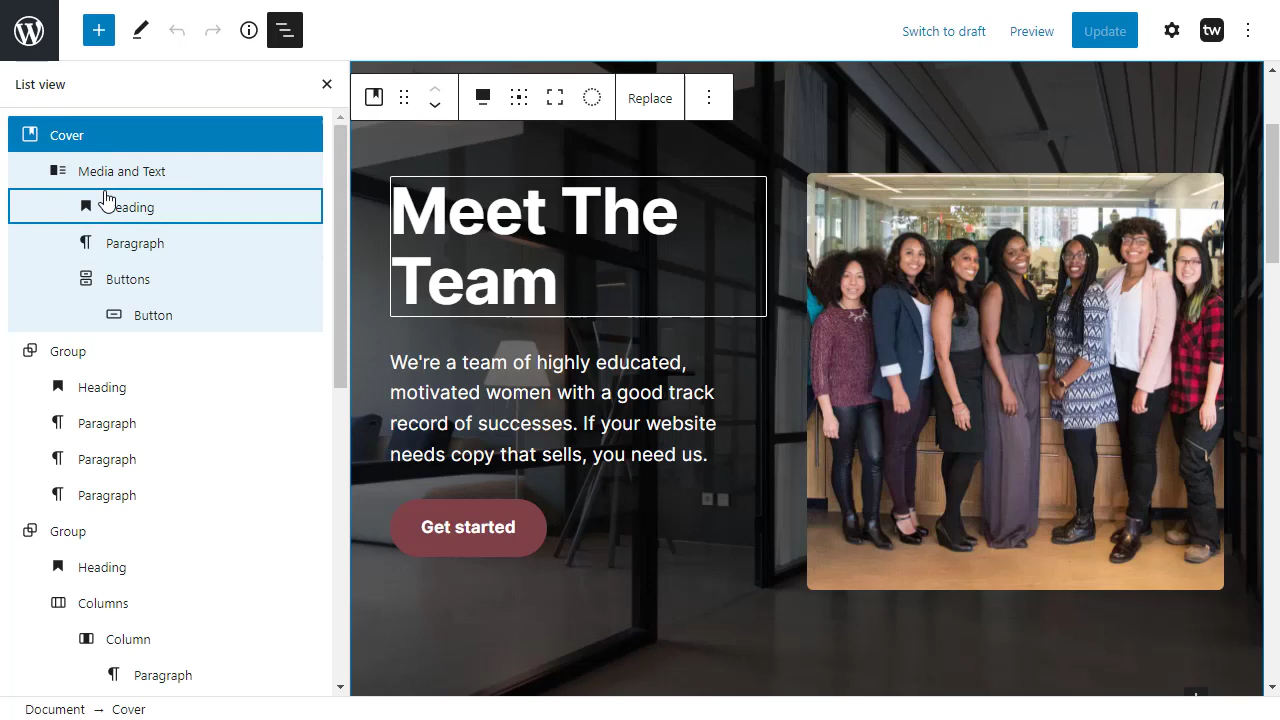 Switch to draft
Preview
Update
tw
List view
Cover
Media and Text
Heading
Paragraph
Buttons
Button
Group
Heading
Paragraph
Paragraph
Paragraph
Group
Heading
Columns
Column
Paragraph
Replace
Meet The
Team
We're a team of highly educated,
motivated women with a good track
record of successes. If your website
needs copy that sells, you need us.
Get started
Document → Cover